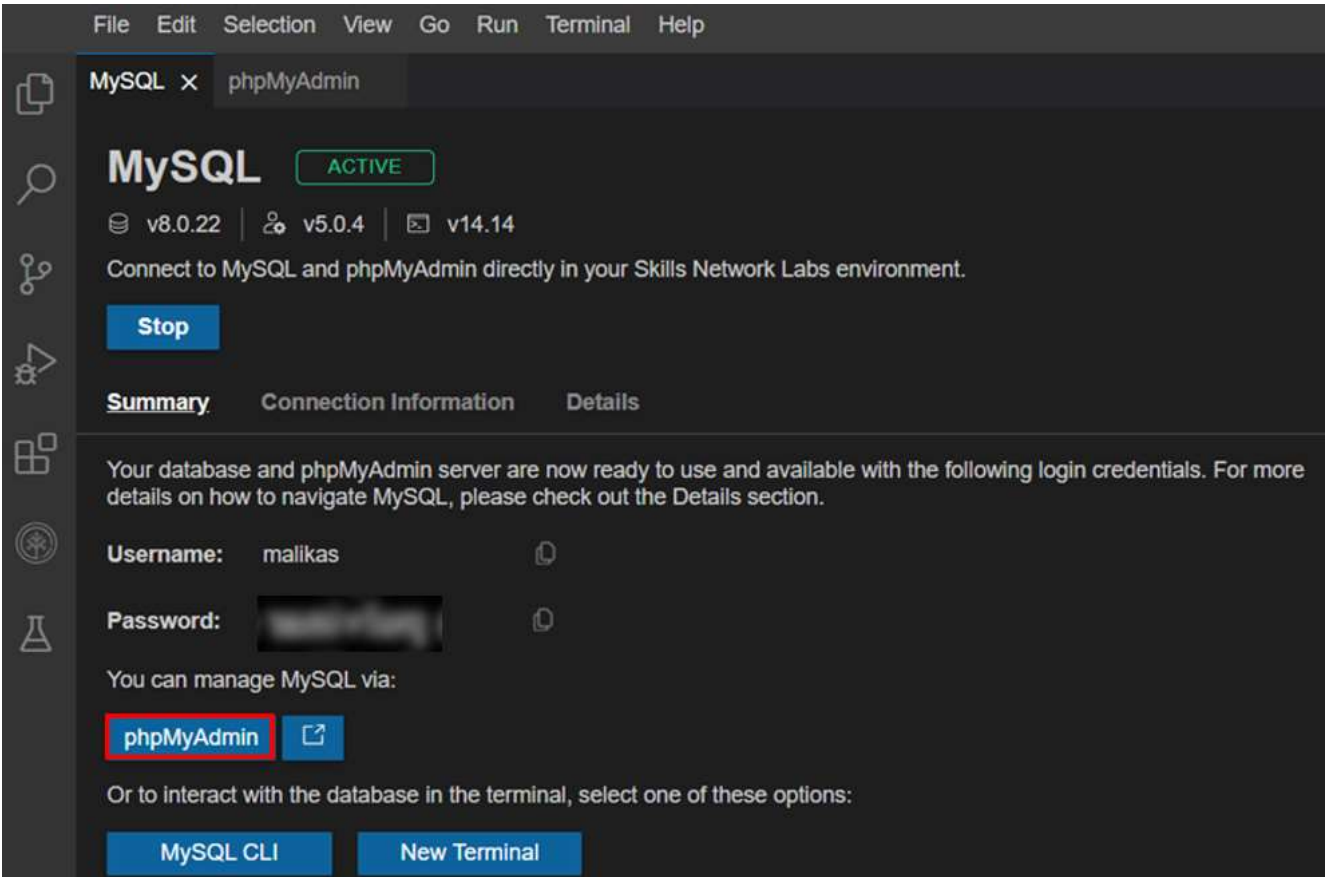 File Edit Selection View Go Run Terminal Help
MySQL phpMyAdmin
MySQL ACTIVE
v8.0.22 v5.0.4 v14.14
Connect to MySQL and phpMyAdmin directly in your Skills Network Labs environment.
Stop
Summary Connection Information Details
Your database and phpMyAdmin server are now ready to use and available with the following login credentials. For more
details on how to navigate MySQL, please check out the Details section.
Username: malikas
Password:
You can manage MySQL via:
phpMyAdmin
Or to interact with the database in the terminal, select one of these options:
MySQL CLI New Terminal